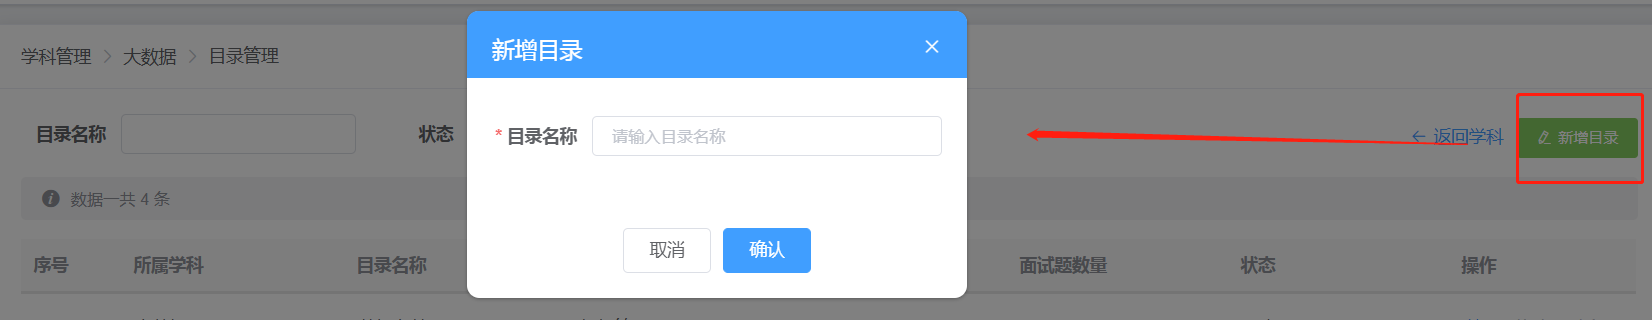 新增目录
学科管理 > 大数据 > 目录管理
目录名称
状态
* 目录名称 请输入目录名称
← 返回学科
新增目录
数据一共 4 条
取消 确认
序号 所属学科 目录名称 面试题数量 状态 操作